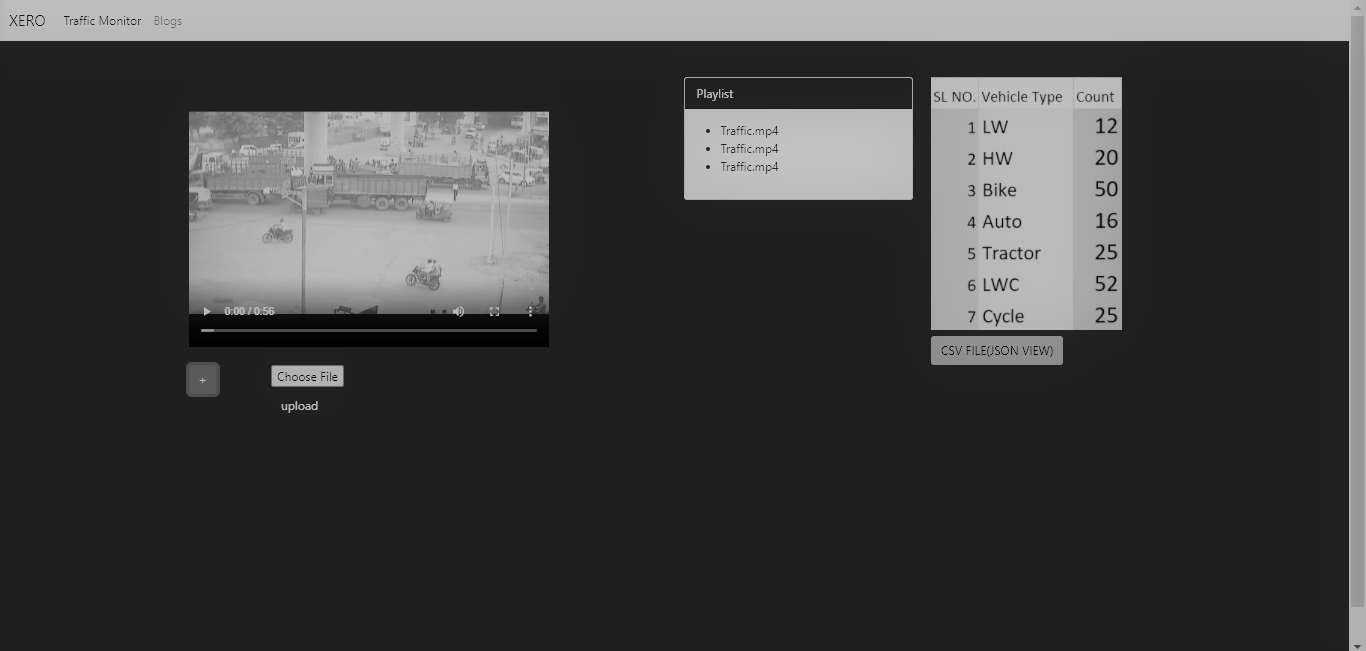 XERO Traffic Monitor Blogs
0:00 / 0:56
+
Choose File
upload
Playlist
Traffic.mp4
Traffic.mp4
Traffic.mp4
SL NO. Vehicle Type Count
1 LW 12
2 HW 20
3 Bike 50
4 Auto 16
5 Tractor 25
6 LWC 52
7 Cycle 25
CSV FILE(JSON VIEW)